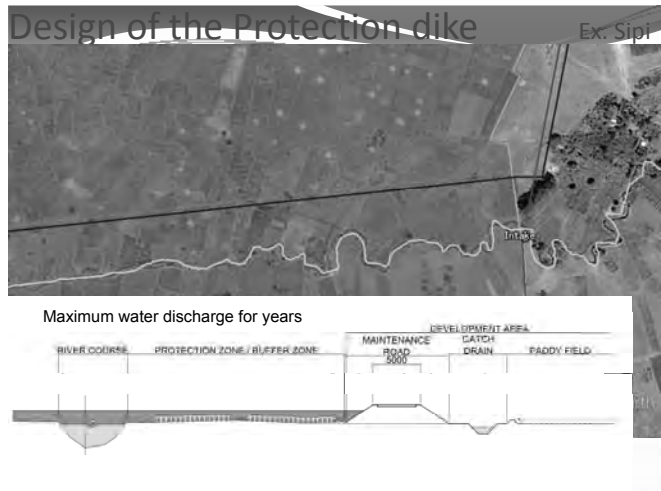 Design of the Protection dike
Ex. Sipi
Intake
Maximum water discharge for years
DEVELOPMENT AREA
RIVER COURSE
PROTECTION ZONE / BUFFER ZONE
MAINTENANCE
ROAD
5000
CATCH
DRAIN
PADDY FIELD